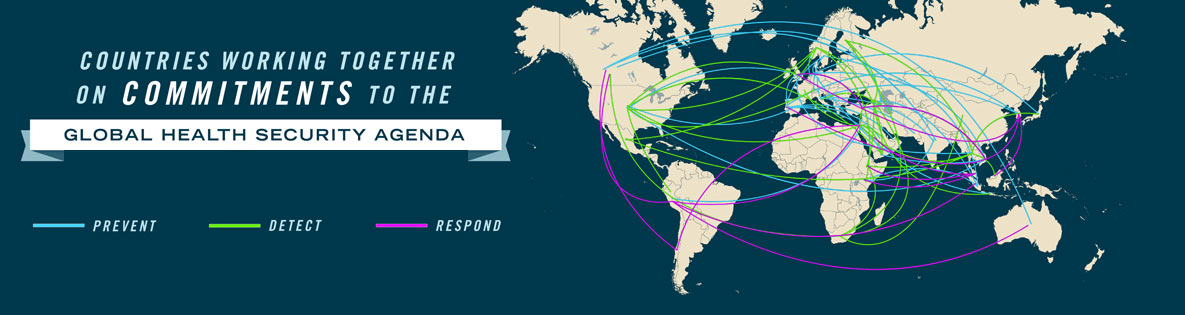 COUNTRIES WORKING TOGETHER
ON COMMITMENTS TO THE
GLOBAL HEALTH SECURITY AGENDA
PREVENT DETECT RESPOND